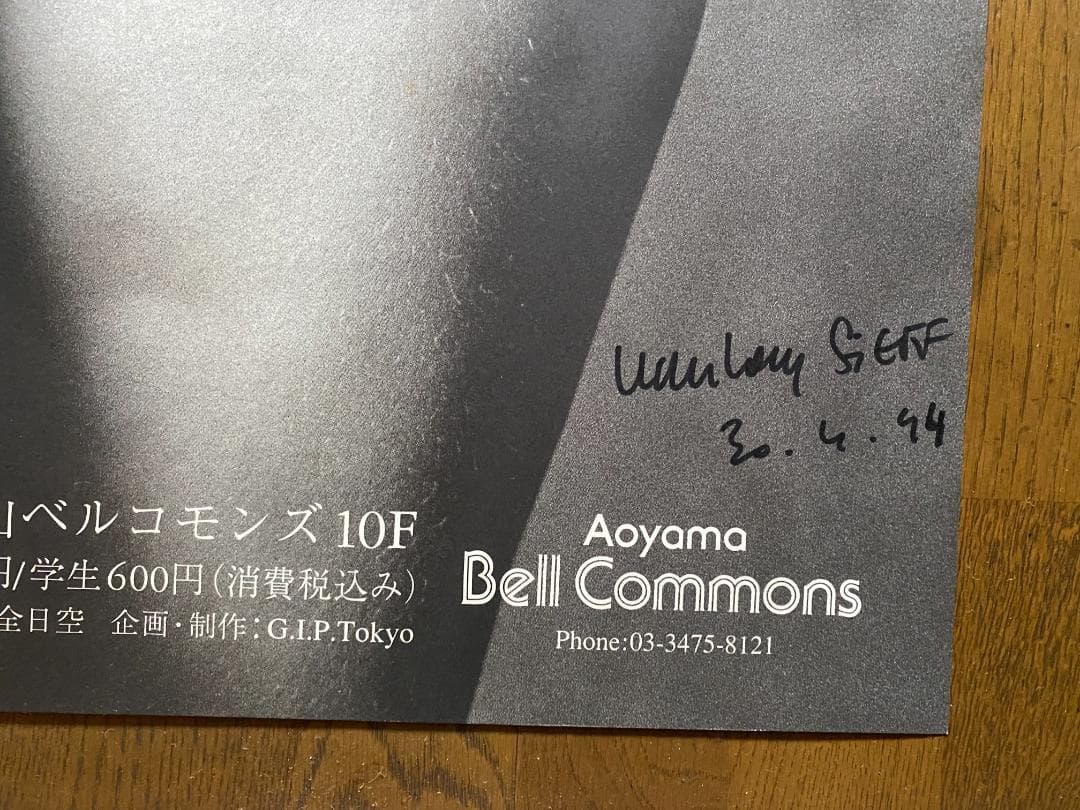 Jeanloup SIEFF
30.4.94
山ベルコモンズ 10F
円/学生600円(消費税込み)
全日空 企画・制作:G.I.P.Tokyo
Aoyama
Bell Commons
Phone:03-3475-8121